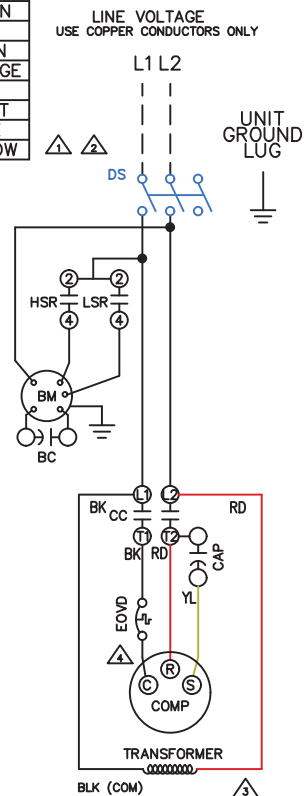 N
N
GE
T
OW
LINE VOLTAGE
USE COPPER CONDUCTORS ONLY
L1 L2
1 2
UNIT
GROUND
LUG
DS
2 2
HSR LSR
4 4
BM
BC
L1 L2
BK CC RD
T1 T2
BK RD CAP
YL
EOVD
4
R
C S
COMP
TRANSFORMER
BLK (COM) 3